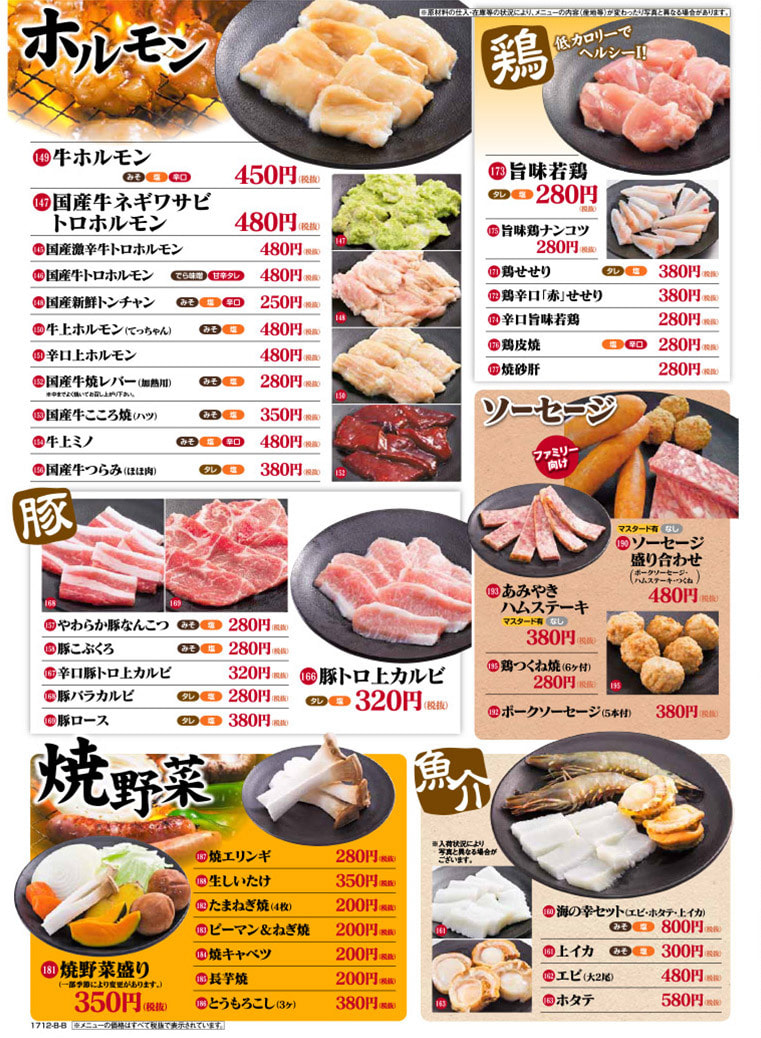 ※原材料の仕入・在庫等の状況により、メニューの内容(産地等)が変わったり写真と異なる場合があります。
ホルモン
149 牛ホルモン
みそ 塩 辛口 450円(税抜)
147 国産牛ネギワサビ
トロホルモン 480円(税抜)
国産激辛牛トロホルモン 480円(税抜)
146 国産牛トロホルモン でら味噌 甘辛タレ 480円(税抜)
148 国産新鮮トンチャン みそ 塩 辛口 250円(税抜)
150 牛上ホルモン(てっちゃん) みそ 塩 480円(税抜)
151 辛口上ホルモン 480円(税抜)
152 国産牛焼レバー(加熱用) みそ 塩 280円(税抜)
※中までよく焼いてお召し上がり下さい。
153 国産牛こころ焼(ハツ) みそ 塩 350円(税抜)
154 牛上ミノ みそ 塩 辛口 480円(税抜)
国産牛つらみ(ほほ肉) タレ 塩 380円(税抜)
147
148
150
152
鶏
低カロリーで
ヘルシー!
173 旨味若鶏
タレ 塩 280円
(税抜)
旨味鶏ナンコツ
280円(税抜)
171 鶏せせり タレ 塩 380円(税抜)
172 鶏辛口「赤」せせり 380円(税抜)
174 辛口旨味若鶏 280円(税抜)
176 鶏皮焼 塩 辛口 280円(税抜)
177 焼砂肝 280円(税抜)
ソーセージ
ファミリー
向け
マスタード有 なし
190 ソーセージ
盛り合わせ
(ポークソーセージ・
ハムステーキ・つくね)
480円(税抜)
193 あみやき
ハムステーキ
マスタード有 なし
380円(税抜)
195 鶏つくね焼(6ヶ付)
280円(税抜)
195
192 ポークソーセージ(5本付) 380円(税抜)
豚
168
169
157 やわらか豚なんこつ みそ 塩 280円(税抜)
158 豚こぶくろ みそ 塩 280円(税抜)
167 辛口豚トロ上カルビ 320円(税抜)
168 豚バラカルビ タレ 塩 280円(税抜)
169 豚ロース タレ 塩 380円(税抜)
166 豚トロ上カルビ
タレ 塩 320円(税抜)
焼野菜
187 焼エリンギ 280円(税抜)
188 生しいたけ 350円(税抜)
182 たまねぎ焼(4枚) 200円(税抜)
183 ピーマン&ねぎ焼 200円(税抜)
184 焼キャベツ 200円(税抜)
185 長芋焼 200円(税抜)
186 とうもろこし(3ヶ) 380円(税抜)
181 焼野菜盛り
(一部季節により変更があります。)
350円(税抜)
魚介
※入荷状況により
写真と異なる場合が
ございます。
161
163
160 海の幸セット(エビ・ホタテ・上イカ)
みそ 塩 800円(税抜)
161 上イカ みそ 塩 300円(税抜)
162 エビ(大2尾) 480円(税抜)
163 ホタテ 580円(税抜)
1712-B-B ※メニューの価格はすべて税抜で表示されています。